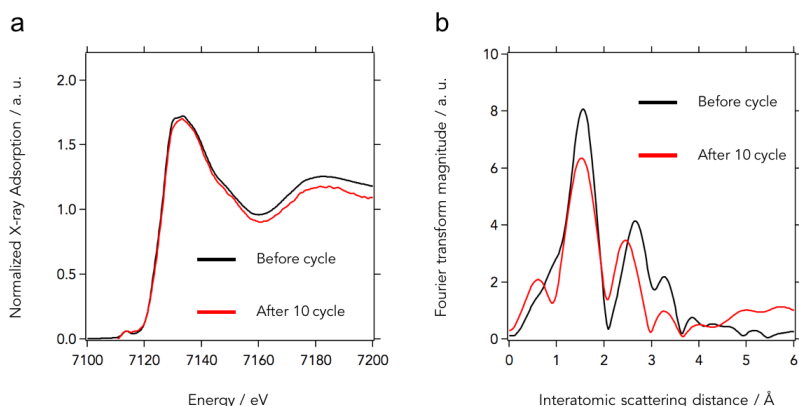 a
b
Normalized X-ray Adsorption / a. u.
2.0
1.5
1.0
0.5
0.0
7100 7120 7140 7160 7180 7200
Energy / eV
Before cycle
After 10 cycle
Fourier transform magnitude / a. u.
10
8
6
4
2
0
0 1 2 3 4 5 6
Interatomic scattering distance / Å
Before cycle
After 10 cycle